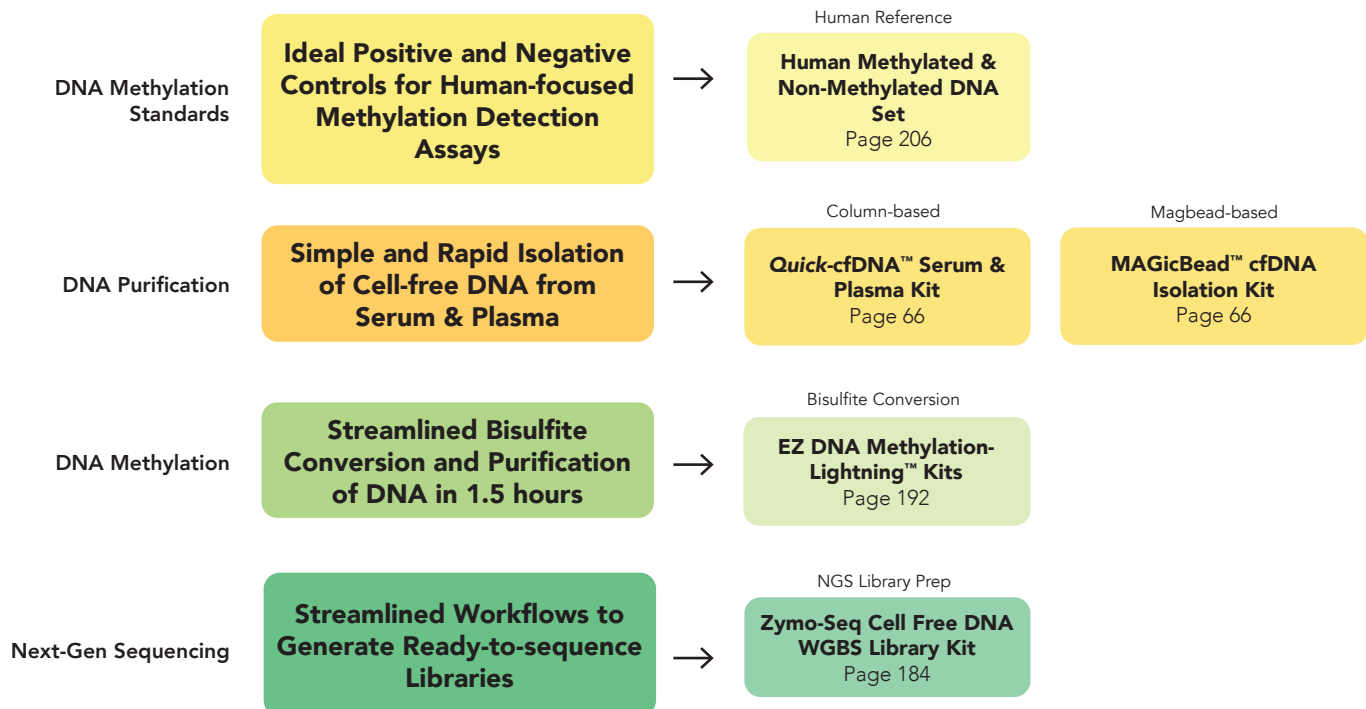 DNA Methylation
Standards
Ideal Positive and Negative
Controls for Human-focused
Methylation Detection
Assays
Human Reference
Human Methylated &
Non-Methylated DNA
Set
Page 206
DNA Purification
Simple and Rapid Isolation
of Cell-free DNA from
Serum & Plasma
Column-based
Quick-cfDNA™ Serum &
Plasma Kit
Page 66
Magbead-based
MAGicBead™ cfDNA
Isolation Kit
Page 66
DNA Methylation
Streamlined Bisulfite
Conversion and Purification
of DNA in 1.5 hours
Bisulfite Conversion
EZ DNA Methylation-
Lightning™ Kits
Page 192
Next-Gen Sequencing
Streamlined Workflows to
Generate Ready-to-sequence
Libraries
NGS Library Prep
Zymo-Seq Cell Free DNA
WGBS Library Kit
Page 184